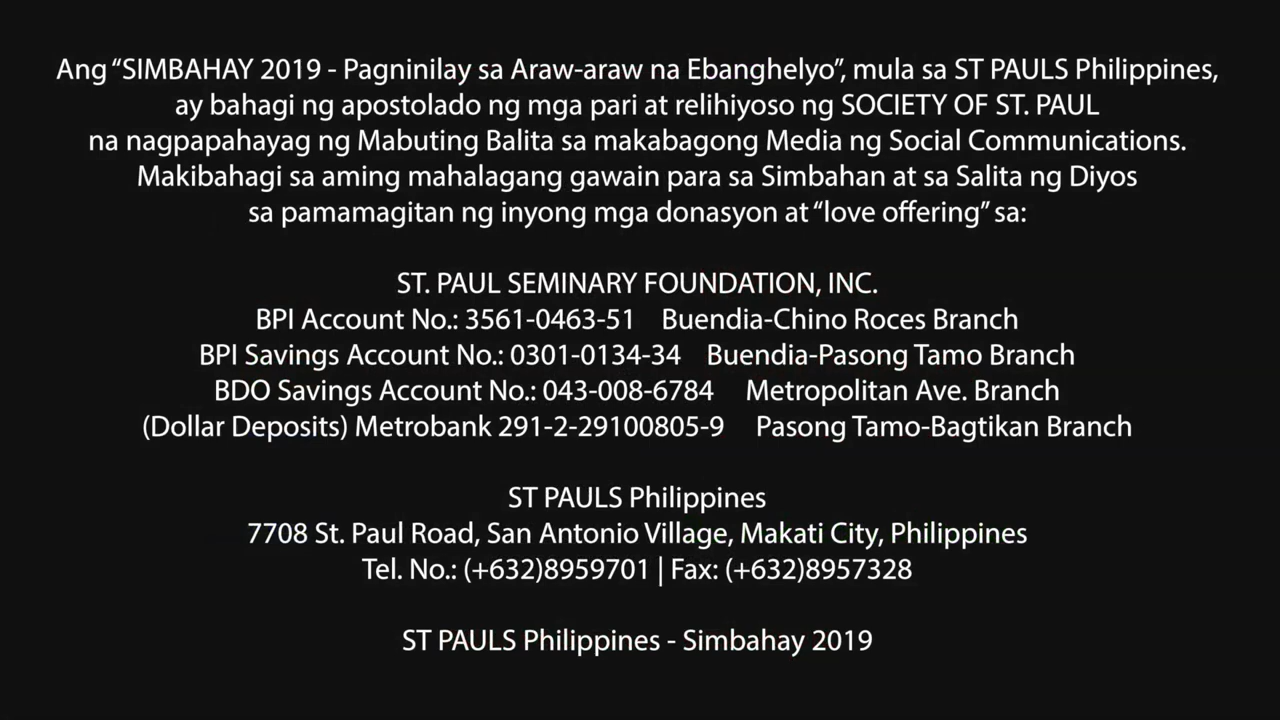 Ang “SIMBAHAY 2019 - Pagninilay sa Araw-araw na Ebanghelyo”, mula sa ST PAULS Philippines,
ay bahagi ng apostolado ng mga pari at relihiyoso ng SOCIETY OF ST. PAUL
na nagpapahayag ng Mabuting Balita sa makabagong Media ng Social Communications.
Makibahagi sa aming mahalagang gawain para sa Simbahan at sa Salita ng Diyos
sa pamamagitan ng inyong mga donasyon at “love offering” sa:
ST. PAUL SEMINARY FOUNDATION, INC.
BPI Account No.: 3561-0463-51 Buendia-Chino Roces Branch
BPI Savings Account No.: 0301-0134-34 Buendia-Pasong Tamo Branch
BDO Savings Account No.: 043-008-6784 Metropolitan Ave. Branch
(Dollar Deposits) Metrobank 291-2-29100805-9 Pasong Tamo-Bagtikan Branch
ST PAULS Philippines
7708 St. Paul Road, San Antonio Village, Makati City, Philippines
Tel. No.: (+632)8959701 | Fax: (+632)8957328
ST PAULS Philippines - Simbahay 2019